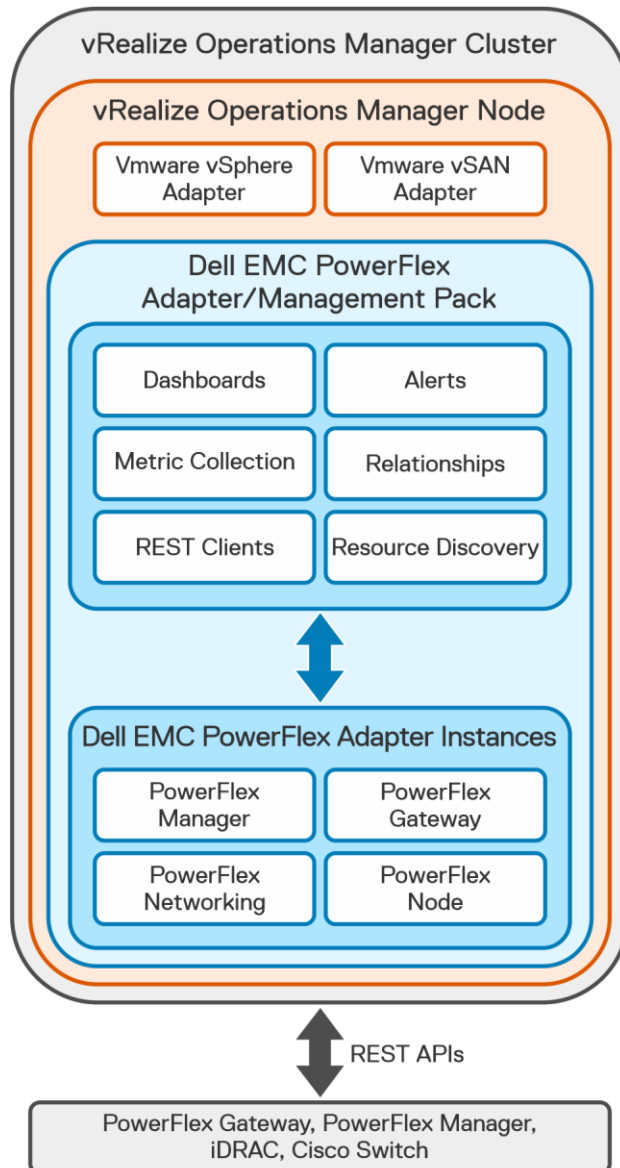 vRealize Operations Manager Cluster
vRealize Operations Manager Node
Vmware vSphere
Adapter
Vmware vSAN
Adapter
Dell EMC PowerFlex
Adapter/Management Pack
Dashboards
Alerts
Metric Collection
Relationships
REST Clients
Resource Discovery
Dell EMC PowerFlex Adapter Instances
PowerFlex
Manager
PowerFlex
Gateway
PowerFlex
Networking
PowerFlex
Node
REST APIs
PowerFlex Gateway, PowerFlex Manager,
iDRAC, Cisco Switch